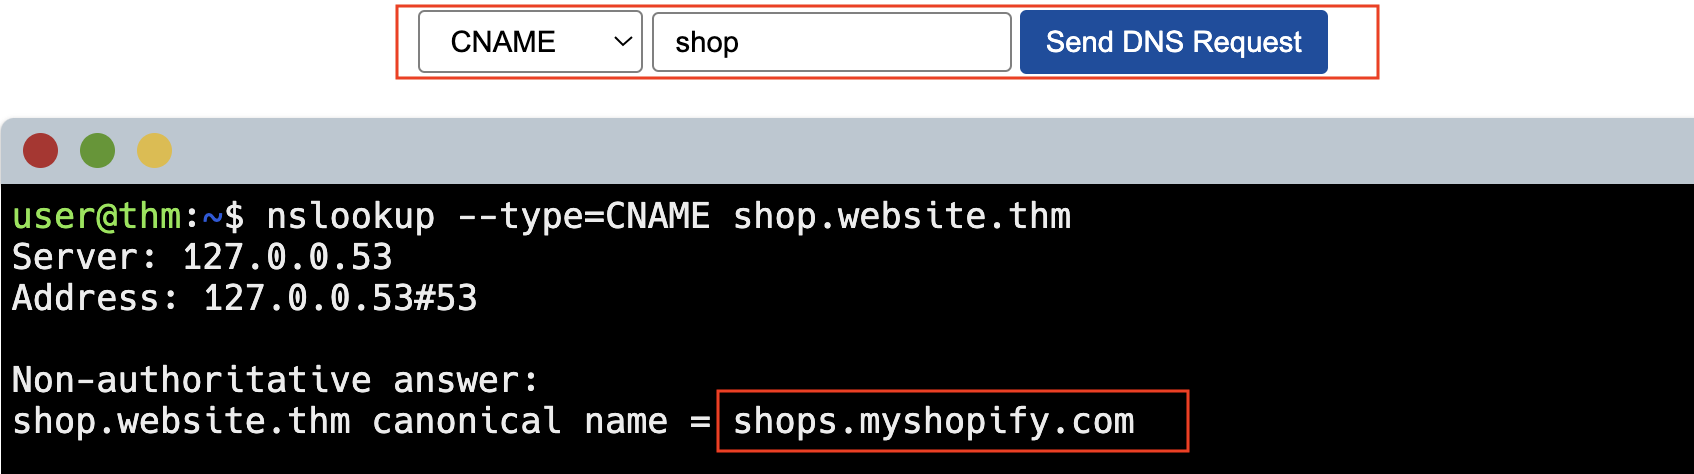 CNAME shop Send DNS Request
user@thm:~$ nslookup --type=CNAME shop.website.thm
Server: 127.0.0.53
Address: 127.0.0.53#53
Non-authoritative answer:
shop.website.thm canonical name = shops.myshopify.com